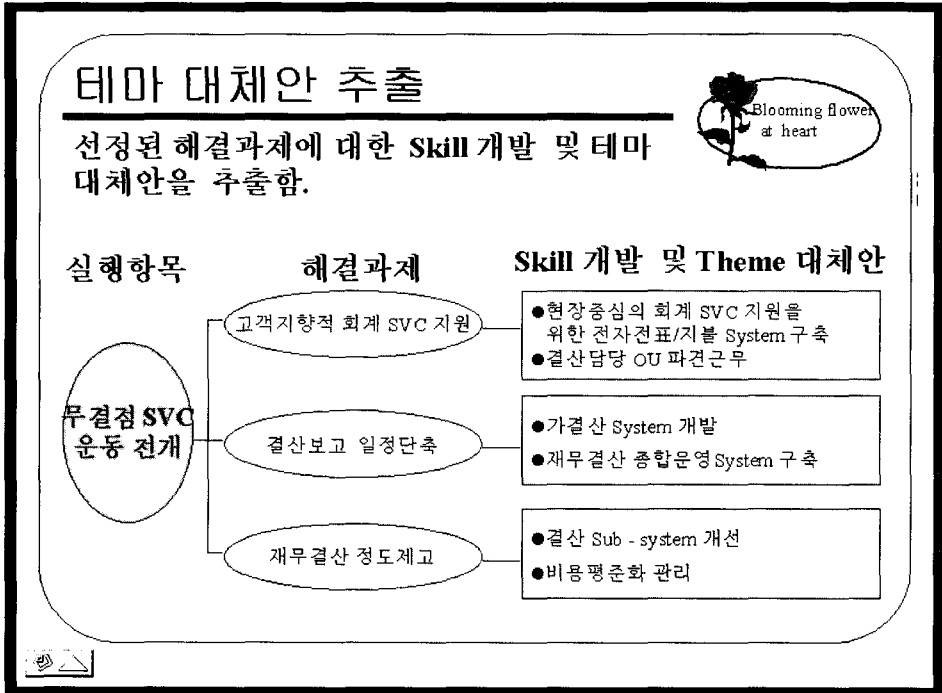 테마 대체안 추출
Blooming flower
at heart
선정된 해결과제에 대한 Skill 개발 및 테마
대체안을 추출함.
실행항목
해결과제
Skill 개발 및 Theme 대체안
무결점 SVC
운동 전개
고객지향적 회계 SVC 지원
●현장중심의 회계 SVC 지원을
위한 전자전표/지불 System 구축
●결산담당 OU 파견근무
결산보고 일정단축
●가결산 System 개발
●재무결산 종합운영System 구축
재무결산 정도제고
●결산 Sub - system 개선
●비용평준화 관리